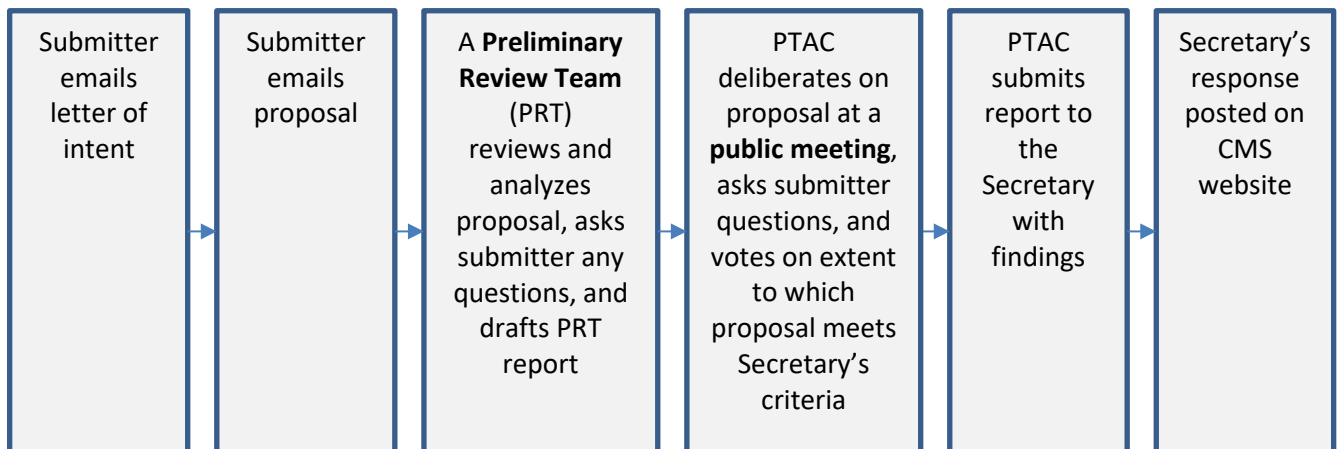 Submitter
emails
letter of
intent
Submitter
emails
proposal
A Preliminary
Review Team
(PRT)
reviews and
analyzes
proposal, asks
submitter any
questions, and
drafts PRT
report
PTAC
deliberates on
proposal at a
public meeting,
asks submitter
questions, and
votes on extent
to which
proposal meets
Secretary’s
criteria
PTAC
submits
report to
the
Secretary
with
findings
Secretary’s
response
posted on
CMS
website